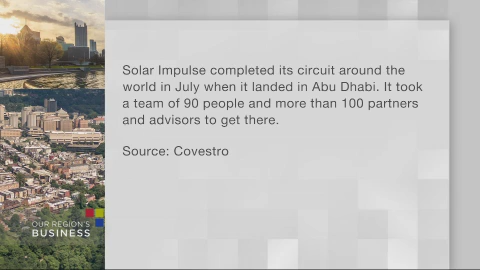 Solar Impulse completed its circuit around the
world in July when it landed in Abu Dhabi. It took
a team of 90 people and more than 100 partners
and advisors to get there.
Source: Covestro
OUR REGION'S
BUSINESS